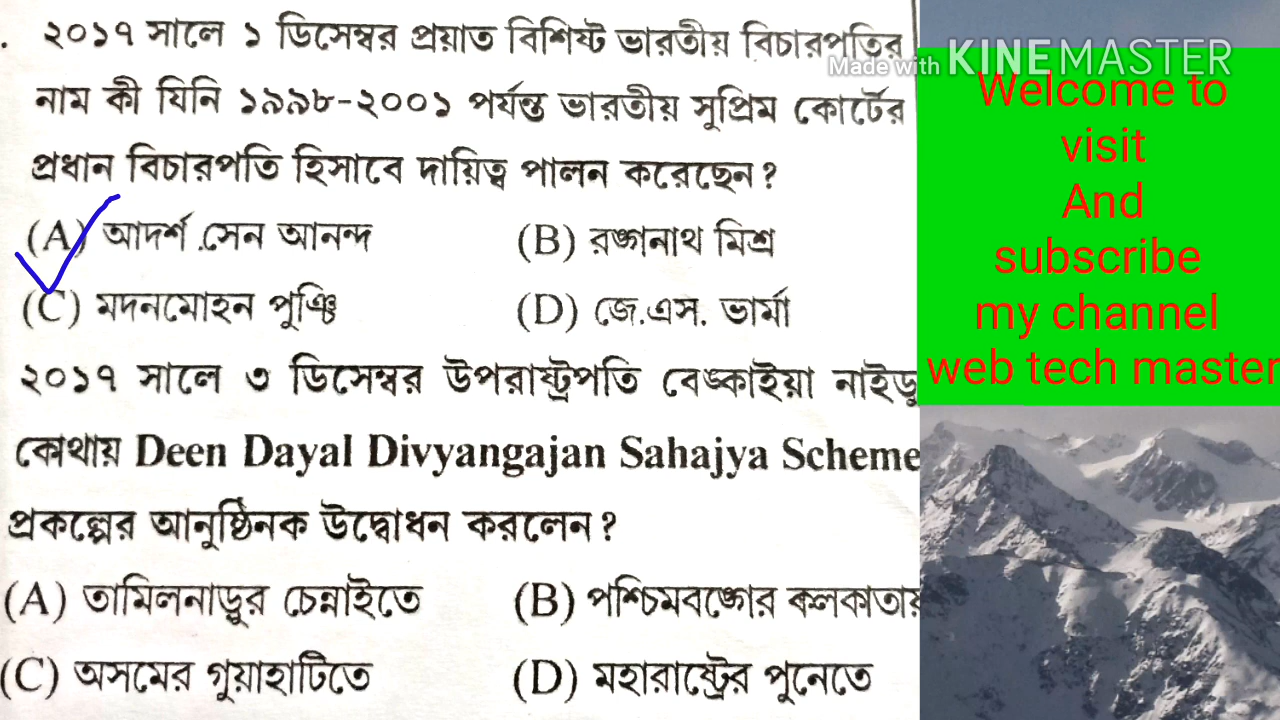 . ২০১৭ সালে ১ ডিসেম্বর প্রয়াত বিশিষ্ট ভারতীয় বিচারপতির
নাম কী যিনি ১৯৯৮-২০০১ পর্যন্ত ভারতীয় সুপ্রিম কোর্টের
প্রধান বিচারপতি হিসাবে দায়িত্ব পালন করেছেন?
(A) আদর্শ সেন আনন্দ (B) রঙ্গনাথ মিশ্র
(C) মদনমোহন পুঞ্ছি (D) জে.এস. ভার্মা
২০১৭ সালে ৩ ডিসেম্বর উপরাষ্ট্রপতি বেঙ্কাইয়া নাইডু
কোথায় Deen Dayal Divyangajan Sahajya Scheme
প্রকল্পের আনুষ্ঠিনক উদ্বোধন করলেন?
(A) তামিলনাড়ুর চেন্নাইতে (B) পশ্চিমবঙ্গের কলকাতায়
(C) অসমের গুয়াহাটিতে (D) মহারাষ্ট্রের পুনেতে
Made with KINEMASTER
Welcome to
visit
And
subscribe
my channel
web tech master